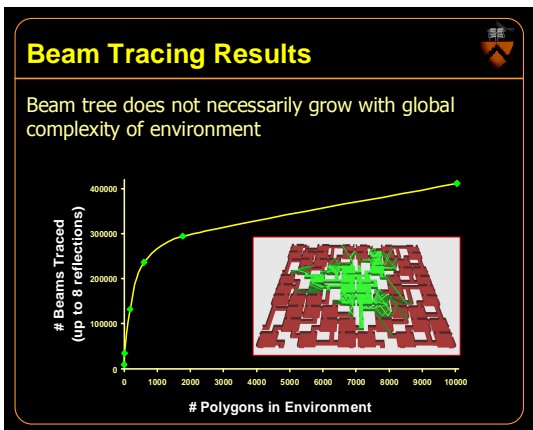 Beam Tracing Results
Beam tree does not necessarily grow with global
complexity of environment
# Beams Traced
(up to 8 reflections)
400000
300000
200000
100000
0
0 1000 2000 3000 4000 5000 6000 7000 8000 9000 10000
# Polygons in Environment